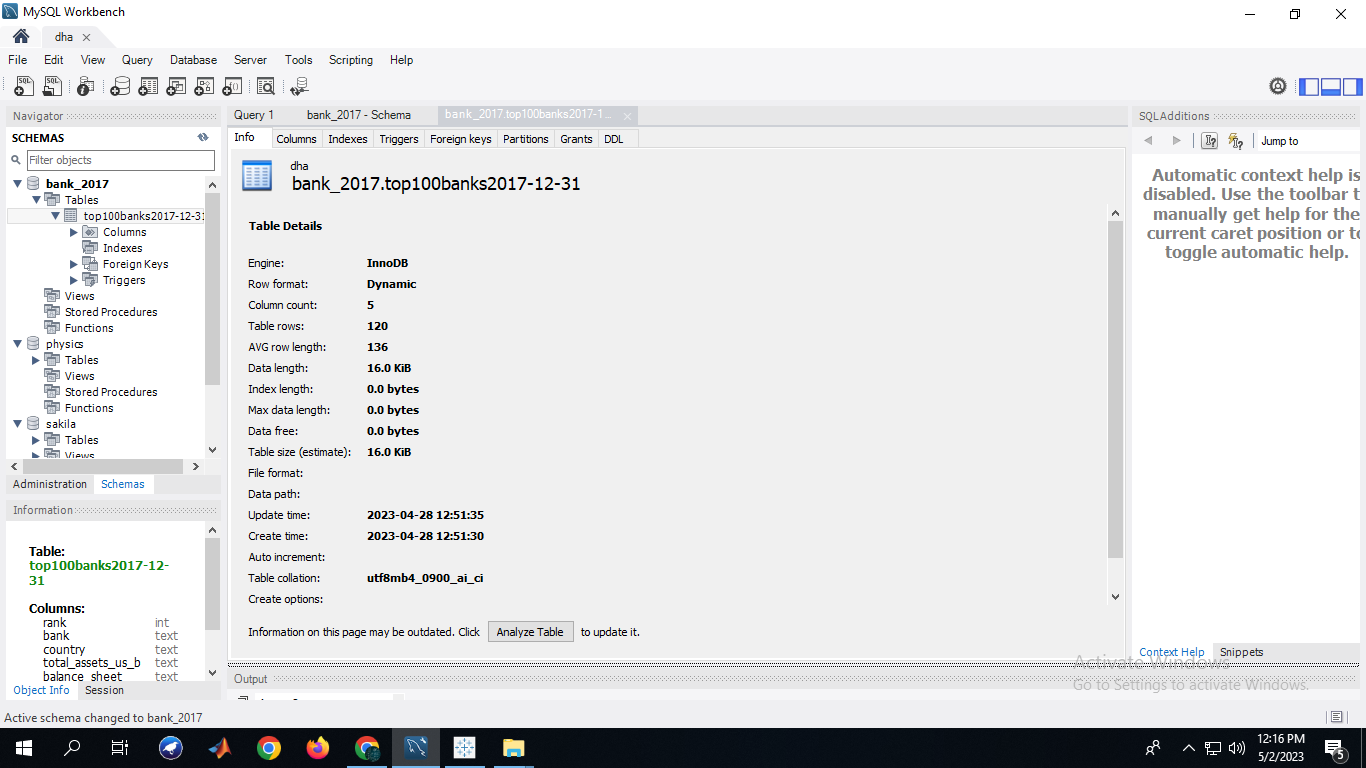 MySQL Workbench
dha
File Edit View Query Database Server Tools Scripting Help
Navigator
SCHEMAS
Filter objects
bank_2017
Tables
top100banks2017-12-31
Columns
Indexes
Foreign Keys
Triggers
Views
Stored Procedures
Functions
physics
Tables
Views
Stored Procedures
Functions
sakila
Tables
Views
Administration Schemas
Information
Table:
top100banks2017-12-
31
Columns:
rank int
bank text
country text
total_assets_us_b text
balance_sheet text
Object Info Session
Query 1 bank_2017 - Schema bank_2017.top100banks2017-1...
Info Columns Indexes Triggers Foreign keys Partitions Grants DDL
dha
bank_2017.top100banks2017-12-31
Table Details
Engine: InnoDB
Row format: Dynamic
Column count: 5
Table rows: 120
AVG row length: 136
Data length: 16.0 KiB
Index length: 0.0 bytes
Max data length: 0.0 bytes
Data free: 0.0 bytes
Table size (estimate): 16.0 KiB
File format:
Data path:
Update time: 2023-04-28 12:51:35
Create time: 2023-04-28 12:51:30
Auto increment:
Table collation: utf8mb4_0900_ai_ci
Create options:
Information on this page may be outdated. Click Analyze Table to update it.
Output
SQLAdditions
Jump to
Automatic context help is
disabled. Use the toolbar t
manually get help for the
current caret position or to
toggle automatic help.
Context Help Snippets
Activate Windows
Go to Settings to activate Windows.
Active schema changed to bank_2017
12:16 PM
5/2/2023
5